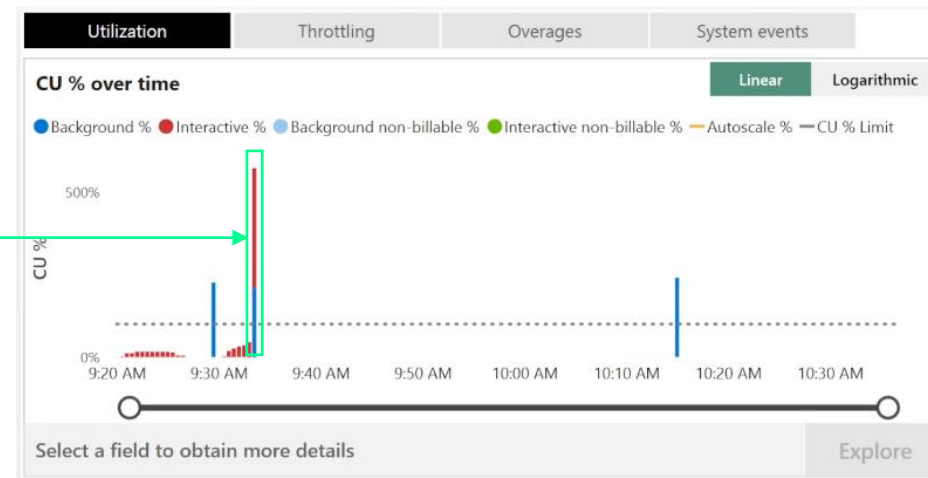 Utilization Throttling Overages System events
CU % over time Linear Logarithmic
Background % Interactive % Background non-billable % Interactive non-billable % Autoscale % CU % Limit
500%
CU %
0%
9:20 AM 9:30 AM 9:40 AM 9:50 AM 10:00 AM 10:10 AM 10:20 AM 10:30 AM
Select a field to obtain more details Explore